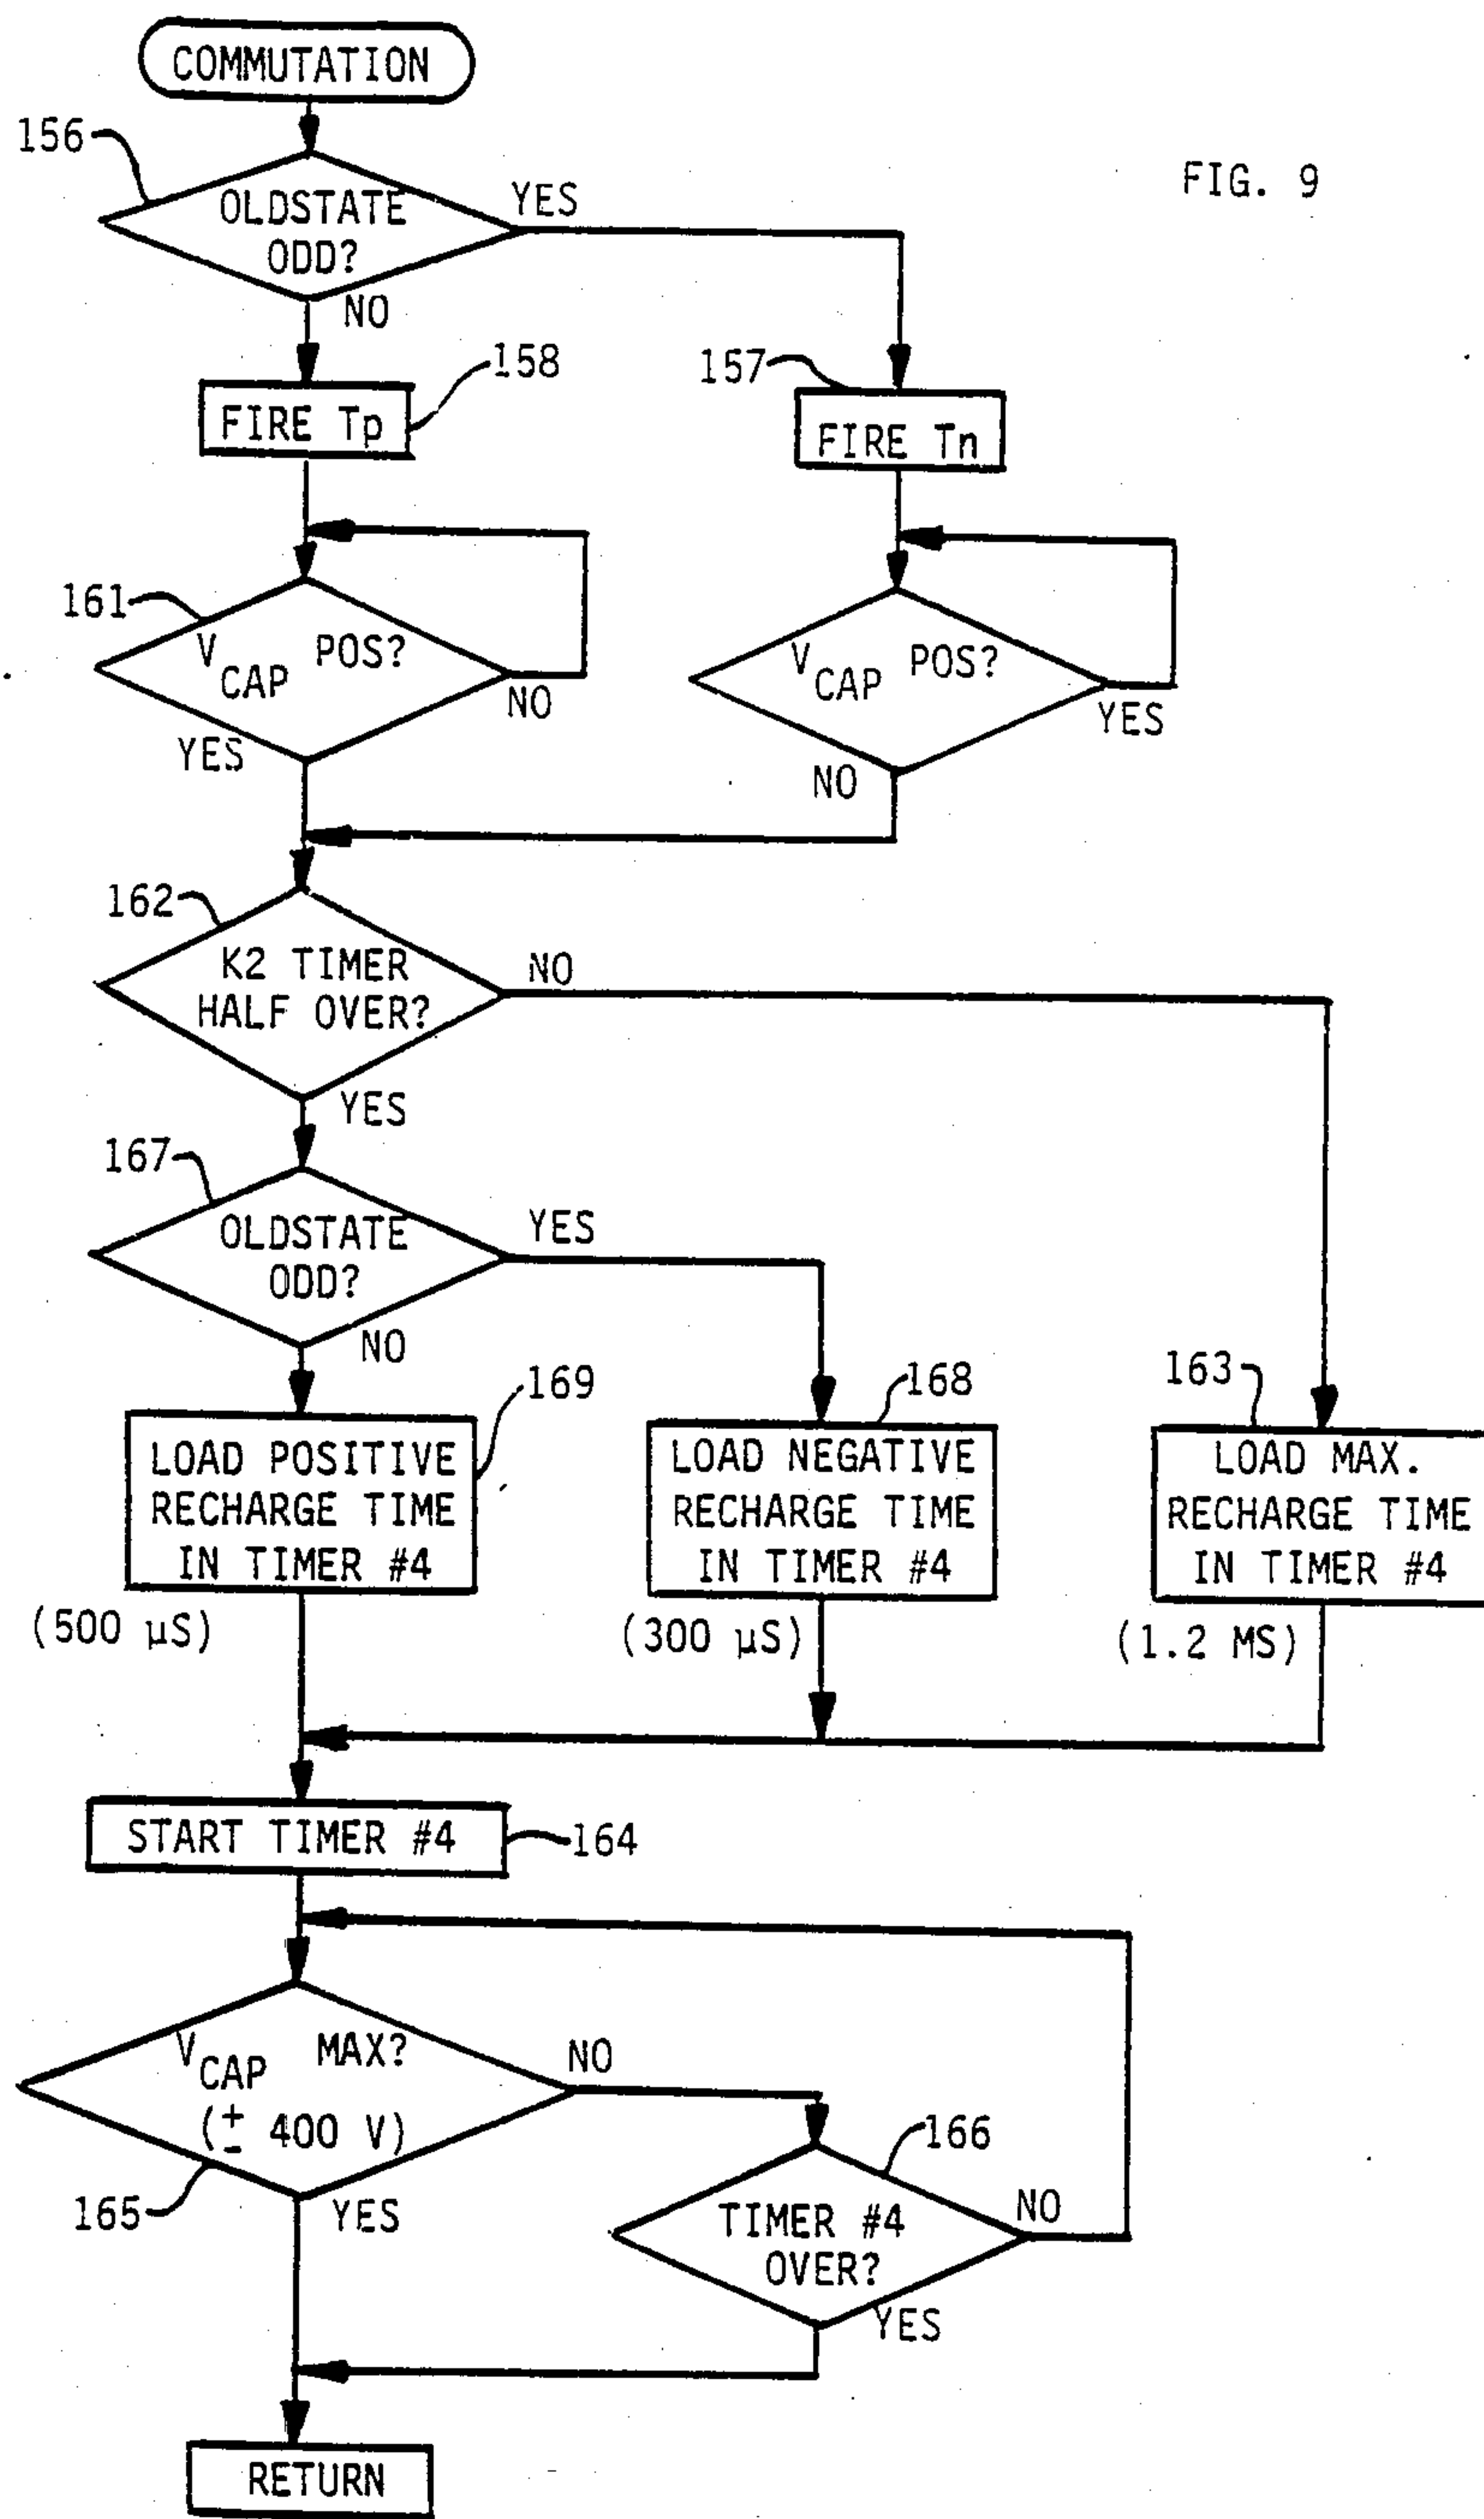 COMMUTATION
156
FIG. 9
OLDSTATE
ODD?
YES
NO
158
157
FIRE Tp
FIRE Tn
161
V CAP POS?
NO
YES
V CAP POS?
YES
NO
162
K2 TIMER
HALF OVER?
NO
YES
167
OLDSTATE
ODD?
YES
NO
169
168
163
LOAD POSITIVE
RECHARGE TIME
IN TIMER #4
(500 µS)
LOAD NEGATIVE
RECHARGE TIME
IN TIMER #4
(300 µS)
LOAD MAX.
RECHARGE TIME
IN TIMER #4
(1.2 MS)
START TIMER #4
164
V CAP MAX?
(± 400 V)
NO
165
YES
166
TIMER #4
OVER?
NO
YES
RETURN